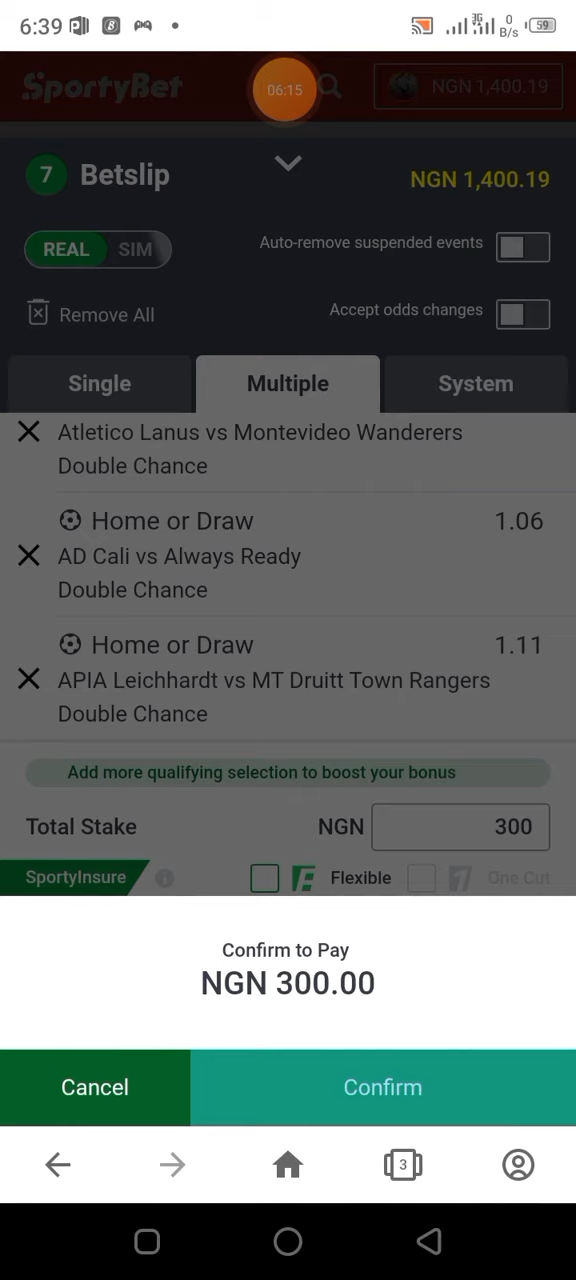 6:39
3G
0 B/s
59
SportyBet
06:15
NGN 1,400.19
7 Betslip
NGN 1,400.19
REAL SIM
Auto-remove suspended events
Remove All
Accept odds changes
Single Multiple System
Atletico Lanus vs Montevideo Wanderers
Double Chance
Home or Draw 1.06
AD Cali vs Always Ready
Double Chance
Home or Draw 1.11
APIA Leichhardt vs MT Druitt Town Rangers
Double Chance
Add more qualifying selection to boost your bonus
Total Stake NGN 300
SportyInsure i Flexible One Cut
Confirm to Pay
NGN 300.00
Cancel Confirm
3